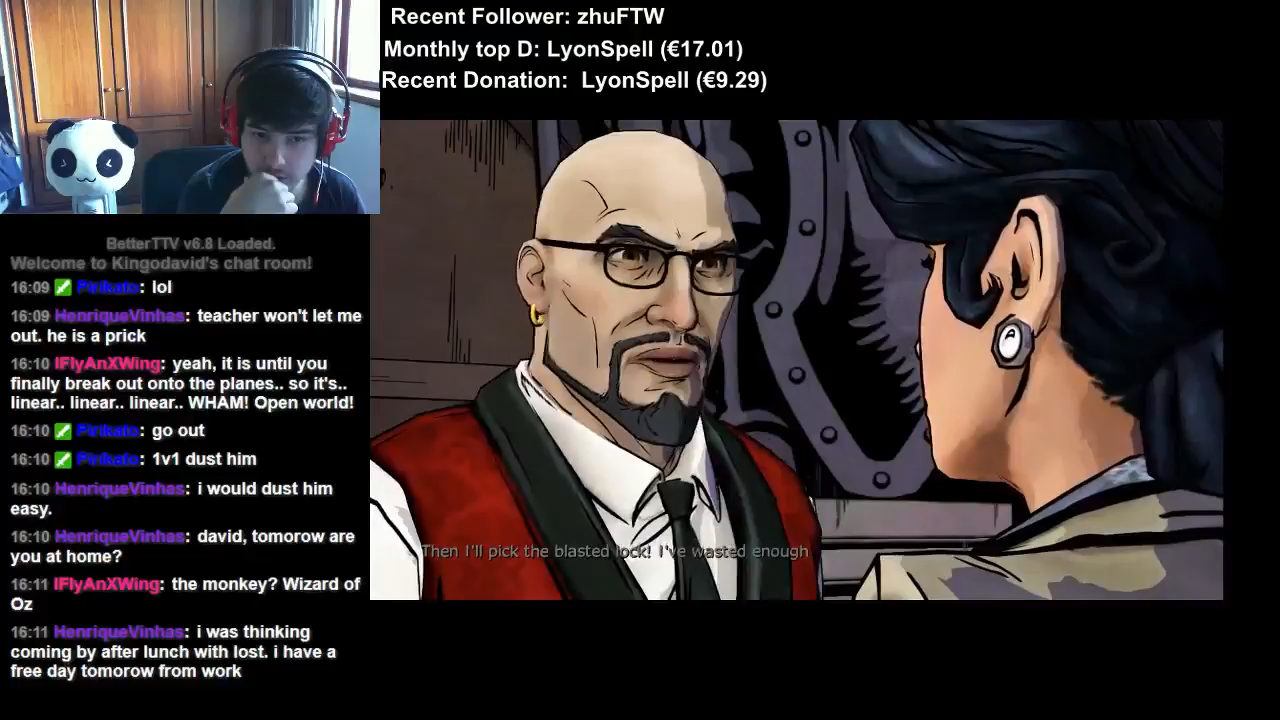 Recent Follower: zhuFTW
Monthly top D: LyonSpell (€17.01)
Recent Donation:  LyonSpell (€9.29)
BetterTTV v6.8 Loaded.
Welcome to Kingodavid's chat room!
16:09 Pirikato: lol
16:09 HenriqueVinhas: teacher won't let me
out. he is a prick
16:10 IFlyAnXWing: yeah, it is until you
finally break out onto the planes.. so it's..
linear.. linear.. linear.. WHAM! Open world!
16:10 Pirikato: go out
16:10 Pirikato: 1v1 dust him
16:10 HenriqueVinhas: i would dust him
easy.
16:10 HenriqueVinhas: david, tomorow are
you at home?
16:11 IFlyAnXWing: the monkey? Wizard of
Oz
16:11 HenriqueVinhas: i was thinking
coming by after lunch with lost. i have a
free day tomorow from work
Then I'll pick the blasted lock! I've wasted enough